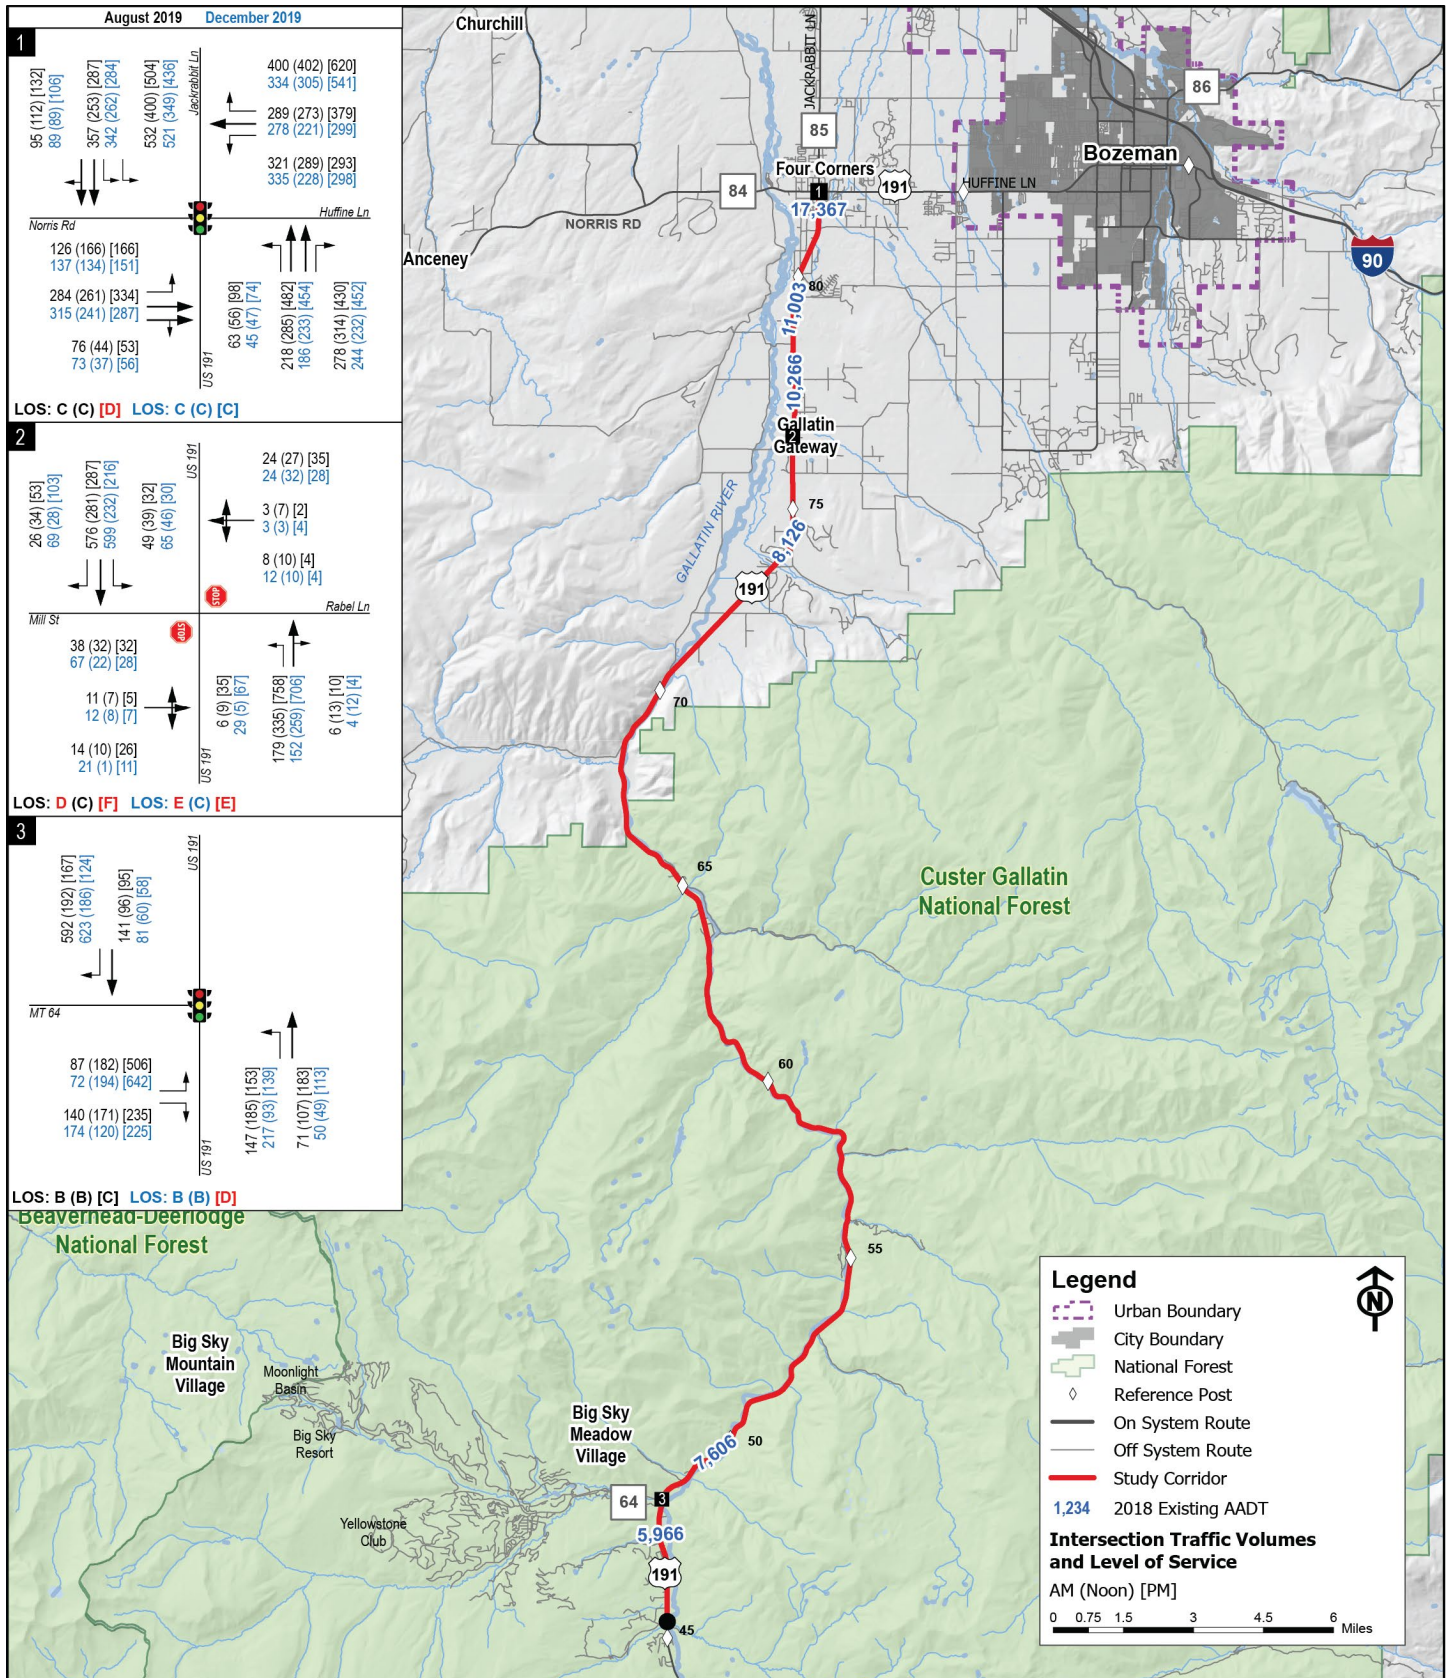 August 2019 December 2019
1
95 (112) [132]
89 (89) [106]
357 (253) [287]
342 (262) [284]
532 (400) [504]
521 (349) [436]
Jackrabbit Ln
400 (402) [620]
334 (305) [541]
289 (273) [379]
278 (221) [299]
321 (289) [293]
335 (228) [298]
Norris Rd
Huffine Ln
126 (166) [166]
137 (134) [151]
284 (261) [334]
315 (241) [287]
76 (44) [53]
73 (37) [56]
63 (56) [98]
45 (47) [74]
218 (285) [482]
186 (233) [454]
278 (314) [430]
244 (232) [452]
US 191
LOS: C (C) [D] LOS: C (C) [C]
2
26 (34) [53]
69 (28) [103]
576 (281) [267]
599 (232) [216]
49 (39) [32]
65 (46) [30]
US 191
24 (27) [35]
24 (32) [28]
3 (7) [2]
3 (3) [4]
8 (10) [4]
12 (10) [4]
STOP
Mill St
Rabel Ln
STOP
38 (32) [32]
67 (22) [28]
11 (7) [5]
12 (8) [7]
14 (10) [26]
21 (1) [11]
6 (9) [35]
29 (5) [67]
179 (335) [758]
152 (259) [706]
6 (13) [10]
4 (12) [4]
US 191
LOS: D (C) [F] LOS: E (C) [E]
3
592 (192) [167]
623 (186) [124]
141 (96) [95]
81 (60) [58]
US 191
MT 64
87 (182) [506]
72 (194) [642]
140 (171) [235]
174 (120) [225]
147 (185) [153]
217 (93) [139]
71 (107) [183]
50 (49) [113]
US 191
LOS: B (B) [C] LOS: B (B) [D]
Churchill
JACKRABBIT LN
85
86
Bozeman
Four Corners
84
1
191
HUFFINE LN
17,367
NORRIS RD
Anceney
90
80
11,003
10,266
Gallatin
2
Gateway
75
GALLATIN RIVER
8,126
191
70
65
Custer Gallatin
National Forest
60
55
Beaverhead-Deerlodge
National Forest
Big Sky
Mountain
Village
Moonlight
Basin
Big Sky
Resort
Big Sky
Meadow
Village
50
7,606
64
3
Yellowstone
Club
5,966
191
45
Legend
N
Urban Boundary
City Boundary
National Forest
Reference Post
On System Route
Off System Route
Study Corridor
1,234 2018 Existing AADT
Intersection Traffic Volumes
and Level of Service
AM (Noon) [PM]
0 0.75 1.5 3 4.5 6
Miles